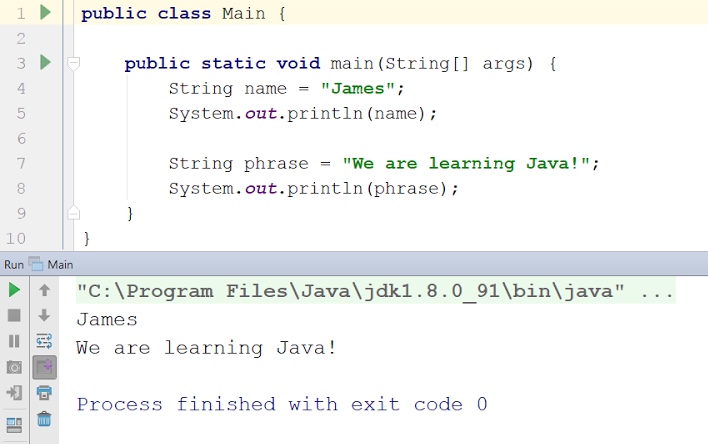 1 public class Main {
2
3 public static void main(String[] args) {
4 String name = "James";
5 System.out.println(name);
6
7 String phrase = "We are learning Java!";
8 System.out.println(phrase);
9 }
10 }
Run Main
"C:\Program Files\Java\jdk1.8.0_91\bin\java" ...
James
We are learning Java!
Process finished with exit code 0